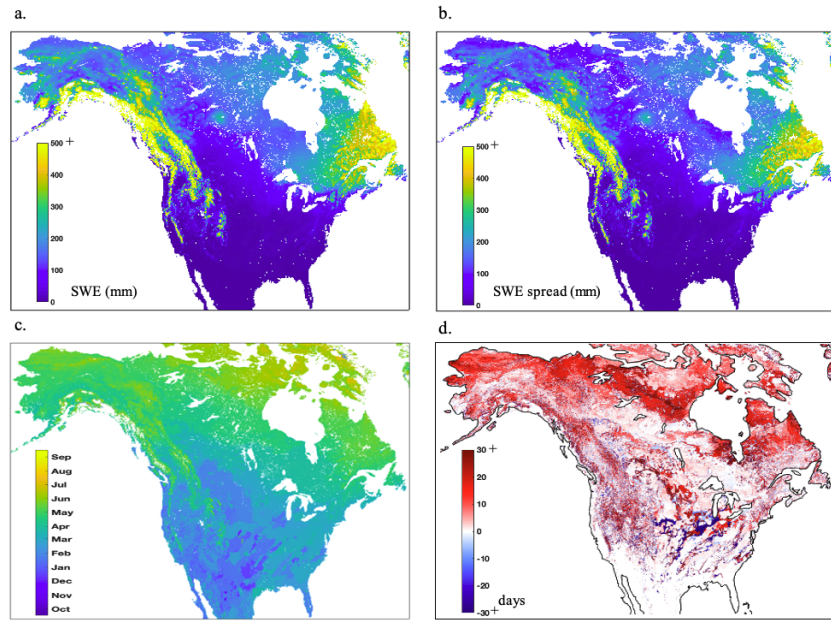 a.
b.
500 +
400
300
200
100
0
SWE (mm)
500 +
400
300
200
100
0
SWE spread (mm)
c.
d.
Sep
Aug
Jul
Jun
May
Apr
Mar
Feb
Jan
Dec
Nov
Oct
30 +
20
10
0
-10
-20
-30 +
days